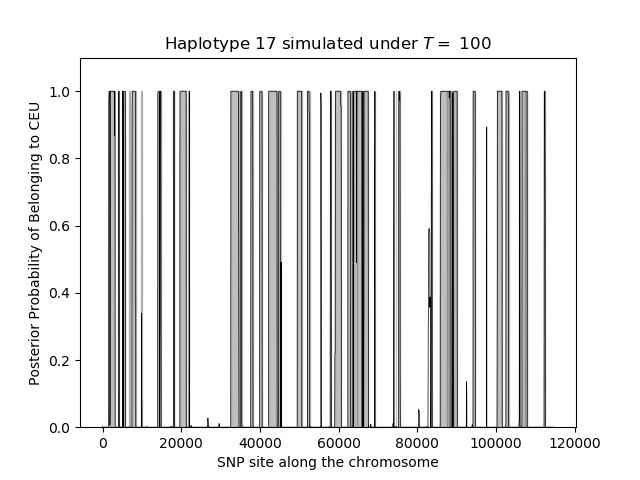 Haplotype 17 simulated under T = 100
Posterior Probability of Belonging to CEU
1.0
0.8
0.6
0.4
0.2
0.0
0 20000 40000 60000 80000 100000 120000
SNP site along the chromosome